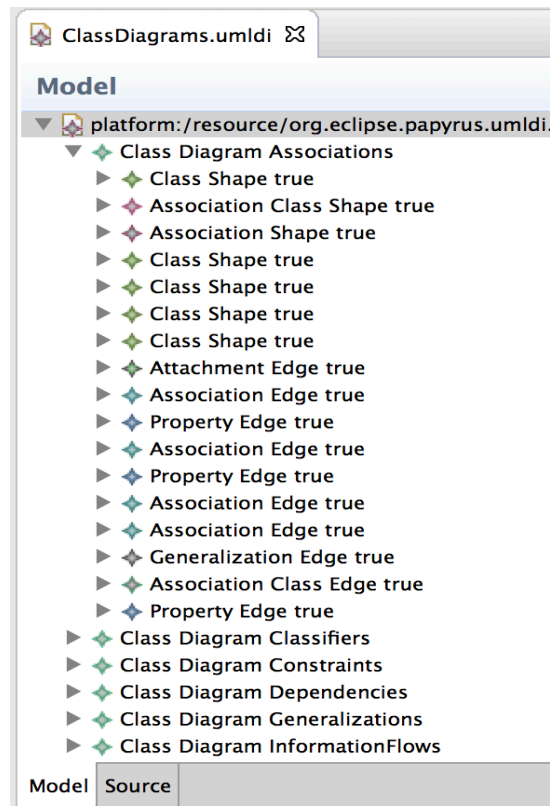 ClassDiagrams.umldi
Model
platform:/resource/org.eclipse.papyrus.umldi.
Class Diagram Associations
Class Shape true
Association Class Shape true
Association Shape true
Class Shape true
Class Shape true
Class Shape true
Class Shape true
Attachment Edge true
Association Edge true
Property Edge true
Association Edge true
Property Edge true
Association Edge true
Association Edge true
Generalization Edge true
Association Class Edge true
Property Edge true
Class Diagram Classifiers
Class Diagram Constraints
Class Diagram Dependencies
Class Diagram Generalizations
Class Diagram InformationFlows
Model Source